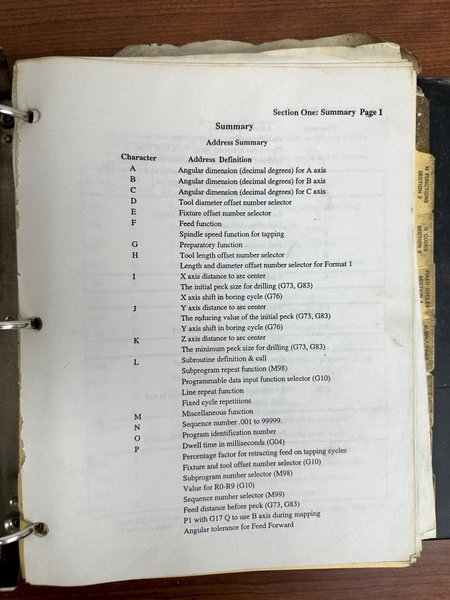 Section One: Summary Page 1
Summary
Address Summary
Character Address Definition
A Angular dimension (decimal degrees) for A axis
B Angular dimension (decimal degrees) for B axis
C Angular dimension (decimal degrees) for C axis
D Tool diameter offset number selector
E Fixture offset number selector
F Feed function
Spindle speed function for tapping
G Preparatory function
H Tool length offset number selector
Length and diameter offset number selector for Format 1
I X axis distance to arc center
The initial peck size for drilling (G73, G83)
X axis shift in boring cycle (G76)
J Y axis distance to arc center
The reducing value of the initial peck (G73, G83)
Y axis shift in boring cycle (G76)
K Z axis distance to arc center
The minimum peck size for drilling (G73, G83)
L Subroutine definition & call
Subprogram repeat function (M98)
Programmable data input function selector (G10)
Line repeat function
Fixed cycle repetitions
M Miscellaneous function
N Sequence number .001 to 99999.
O Program identification number
P Dwell time in milliseconds (G04)
Percentage factor for retracting feed on tapping cycles
Fixture and tool offset number selector (G10)
Subprogram number selector (M98)
Value for R0-R9 (G10)
Sequence number selector (M99)
Feed distance before peck (G73, G83)
P1 with G17 Q to use B axis during mapping
Angular tolerance for Feed Forward
M FUNCTIONS
SECTION 2
G CODES
SECTION 3
FIXED CYCLES
SECTION